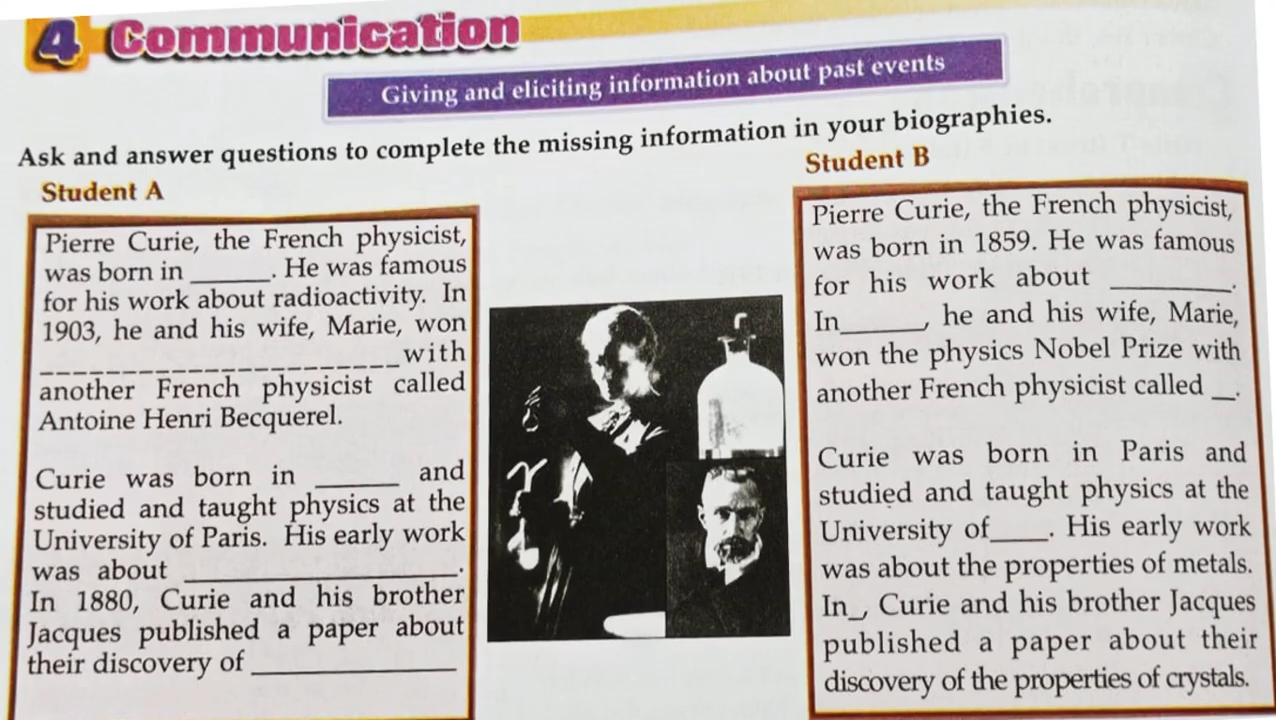 4 Communication
Giving and eliciting information about past events
Ask and answer questions to complete the missing information in your biographies.
Student A
Pierre Curie, the French physicist,
was born in ______. He was famous
for his work about radioactivity. In
1903, he and his wife, Marie, won
______________________with
another French physicist called
Antoine Henri Becquerel.
Curie was born in ______ and
studied and taught physics at the
University of Paris. His early work
was about ____________________.
In 1880, Curie and his brother
Jacques published a paper about
their discovery of _______________
Student B
Pierre Curie, the French physicist,
was born in 1859. He was famous
for his work about _________.
In______, he and his wife, Marie,
won the physics Nobel Prize with
another French physicist called __.
Curie was born in Paris and
studied and taught physics at the
University of____. His early work
was about the properties of metals.
In_, Curie and his brother Jacques
published a paper about their
discovery of the properties of crystals.